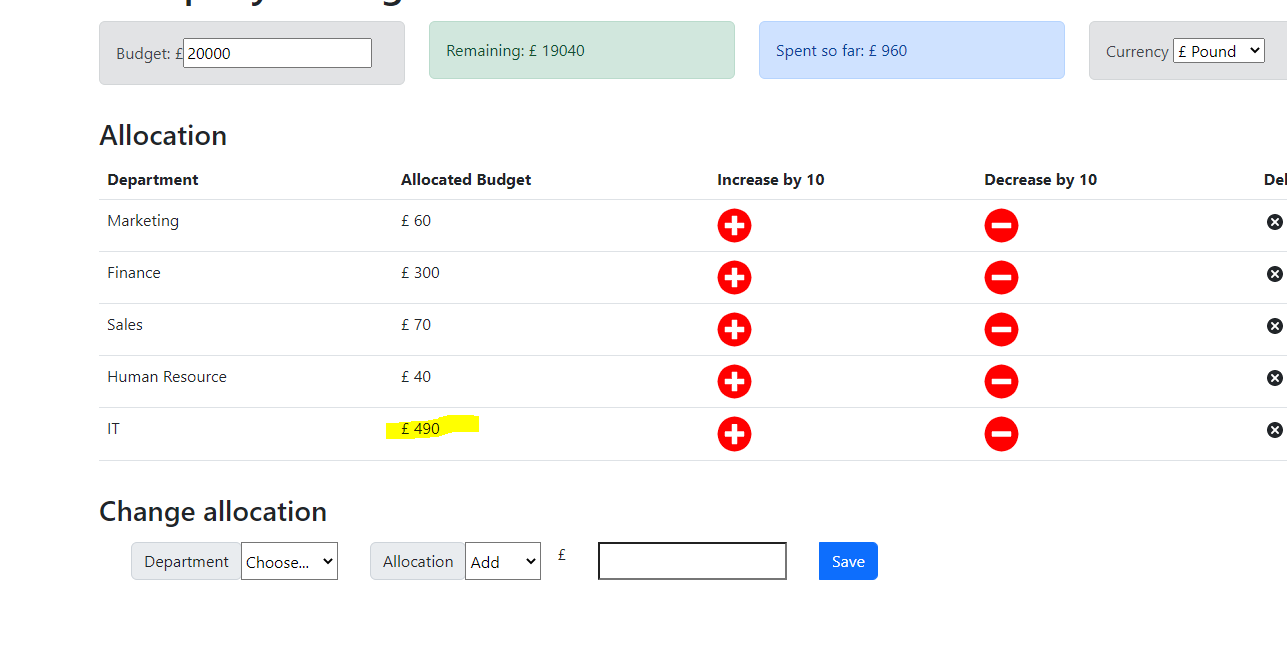 Budget: £ 20000
Remaining: £ 19040
Spent so far: £ 960
Currency £ Pound
Allocation
Department Allocated Budget Increase by 10 Decrease by 10
Marketing £ 60
Finance £ 300
Sales £ 70
Human Resource £ 40
IT £ 490
Change allocation
Department Choose... Allocation Add £ Save